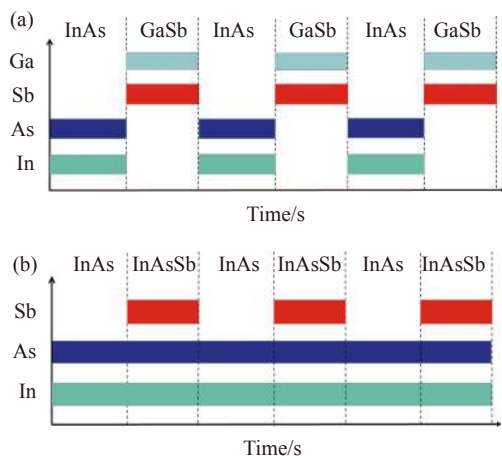 (a)
InAs GaSb InAs GaSb InAs GaSb
Ga
Sb
As
In
Time/s
(b)
InAs InAsSb InAs InAsSb InAs InAsSb
Sb
As
In
Time/s